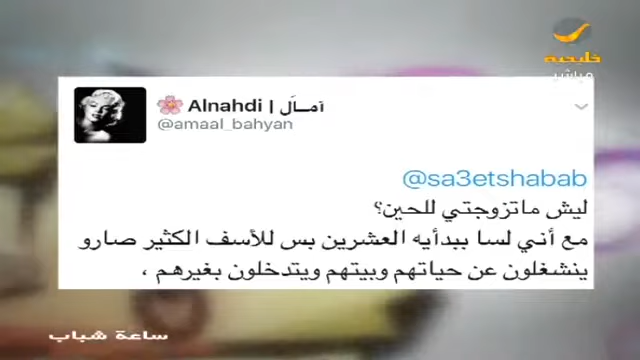 خليجية
مباشر
🌸 Alnahdi | آمــاَل
@amaal_bahyan
@sa3etshabab
ليش ماتزوجتي للحين؟
مع أني لسا ببدأيه العشرين بس للأسف الكثير صارو
ينشغلون عن حياتهم وبيتهم ويتدخلون بغيرهم ،
ساعة شباب